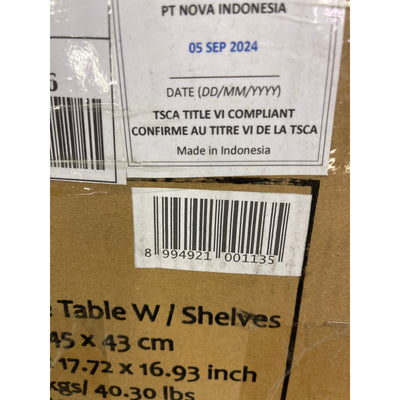 PT NOVA INDONESIA
05 SEP 2024
DATE (DD/MM/YYYY)
TSCA TITLE VI COMPLIANT
CONFIRME AU TITRE VI DE LA TSCA
Made in Indonesia
6
8 994921 001135
Table W / Shelves
45 x 43 cm
17.72 x 16.93 inch
kgs/ 40.30 lbs